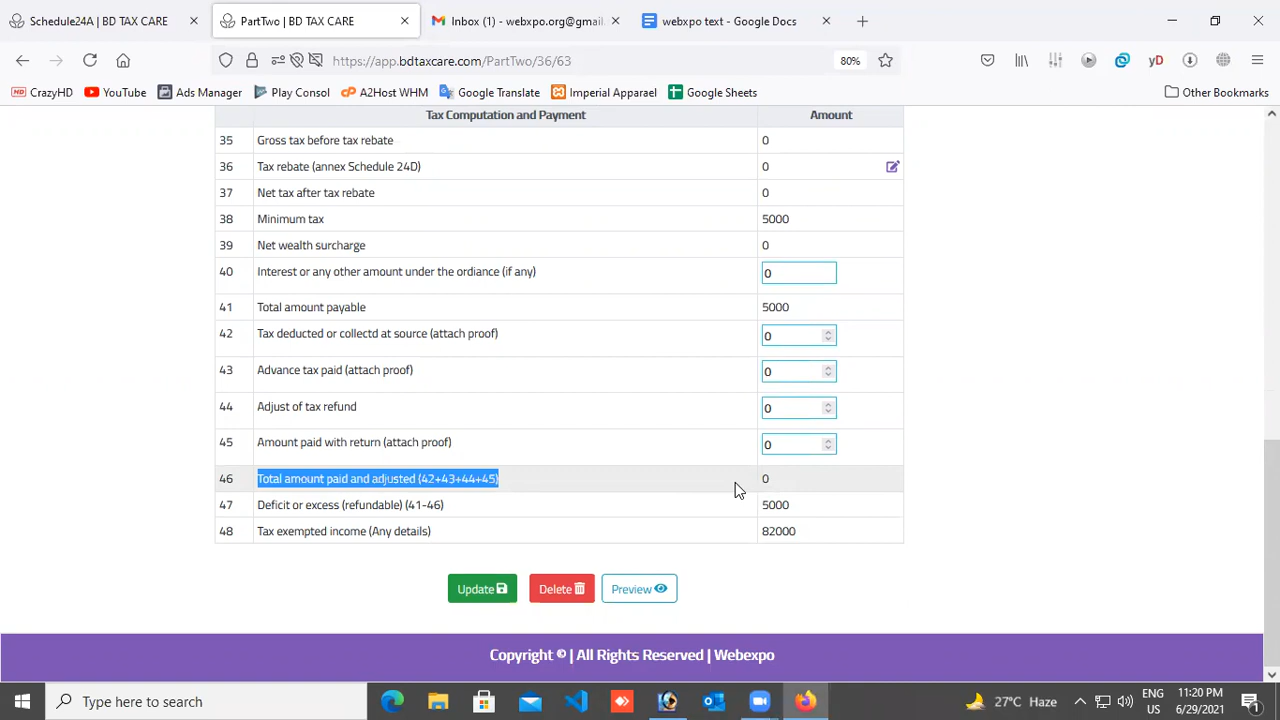 Schedule24A | BD TAX CARE
PartTwo | BD TAX CARE
Inbox (1) - webxpo.org@gmail.
webxpo text - Google Docs
https://app.bdtaxcare.com/PartTwo/36/63
80%
yD
HD CrazyHD
YouTube
Ads Manager
Play Consol
cP A2Host WHM
Google Translate
Imperial Apparael
Google Sheets
Other Bookmarks
Tax Computation and Payment Amount
35 Gross tax before tax rebate 0
36 Tax rebate (annex Schedule 24D) 0
37 Net tax after tax rebate 0
38 Minimum tax 5000
39 Net wealth surcharge 0
40 Interest or any other amount under the ordiance (if any) 0
41 Total amount payable 5000
42 Tax deducted or collectd at source (attach proof) 0
43 Advance tax paid (attach proof) 0
44 Adjust of tax refund 0
45 Amount paid with return (attach proof) 0
46 Total amount paid and adjusted (42+43+44+45) 0
47 Deficit or excess (refundable) (41-46) 5000
48 Tax exempted income (Any details) 82000
Update
Delete
Preview
Copyright © | All Rights Reserved | Webexpo
Type here to search
27°C Haze
ENG
US
11:20 PM
6/29/2021
1